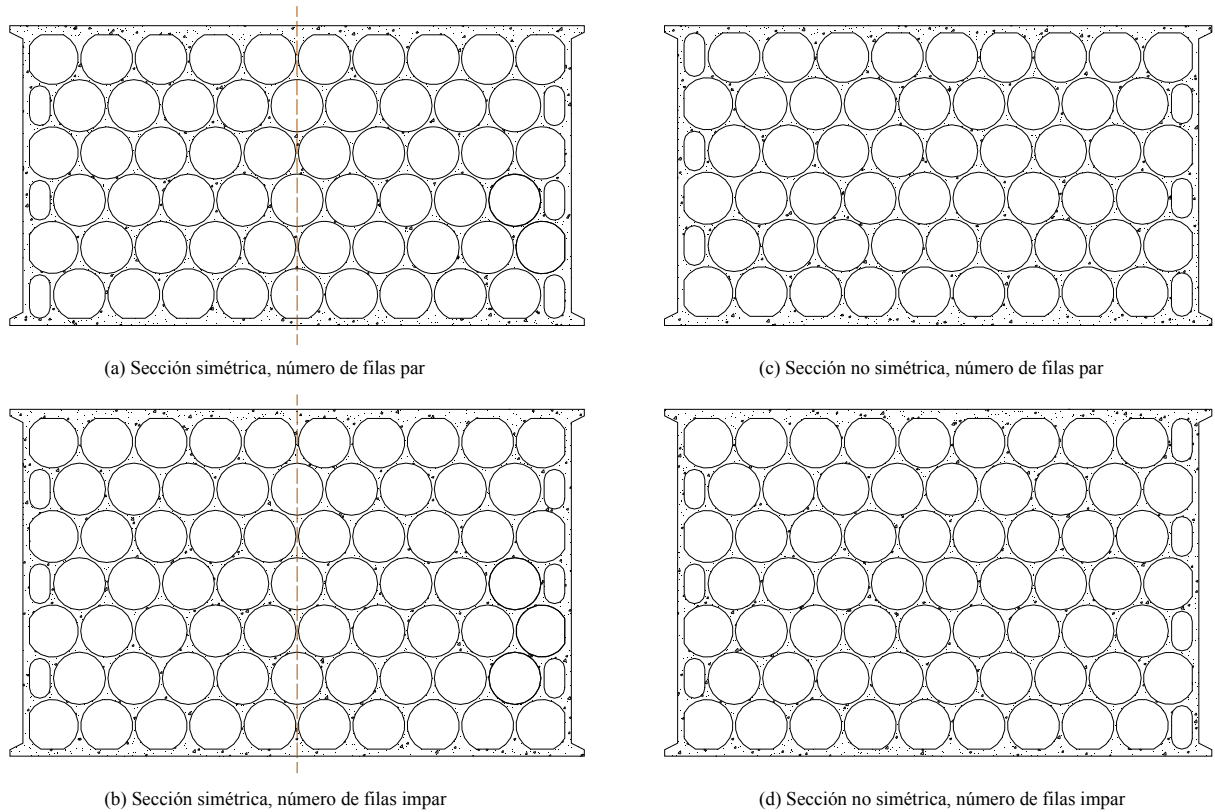 (a) Sección simétrica, número de filas par
(c) Sección no simétrica, número de filas par
(b) Sección simétrica, número de filas impar
(d) Sección no simétrica, número de filas impar